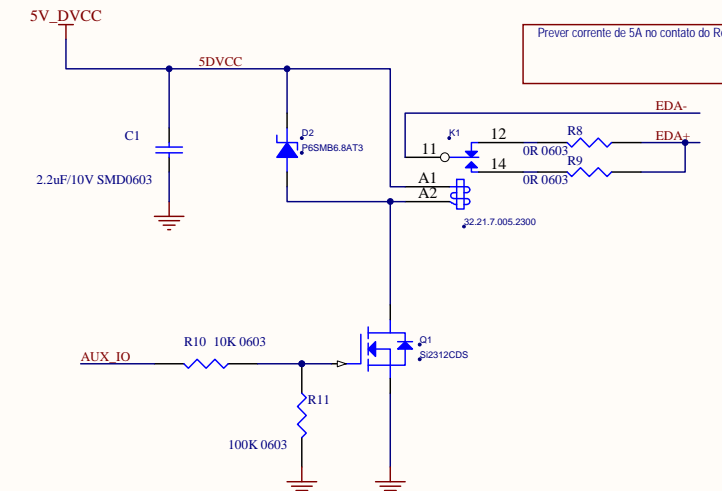 5V_DVCC
Prever corrente de 5A no contato do
5DVCC
EDA-
C1
D2
P6SMB6.8AT3
K1
11
12
R8
EDA+
14
0R 0603
R9
0R 0603
2.2uF/10V SMD0603
A1
A2
32.21.7.005.2300
R10 10K 0603
Q1
Si2312CDS
AUX_IO
R11
100K 0603